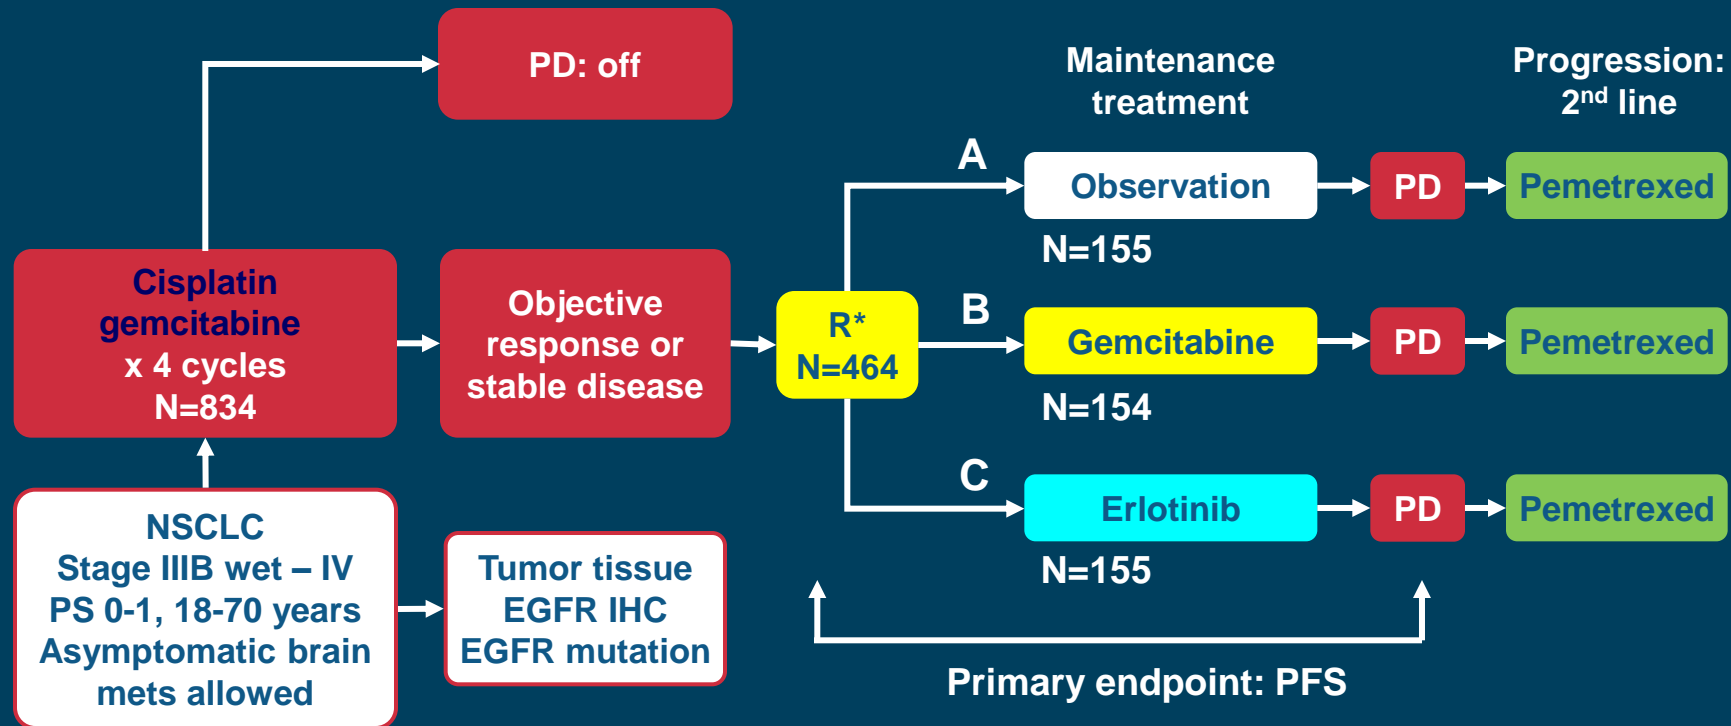 PD: off
Maintenance
treatment
Progression:
2nd line
A
Observation
PD
Pemetrexed
N=155
Cisplatin
gemcitabine
x 4 cycles
N=834
Objective
response or
stable disease
R*
N=464
B
Gemcitabine
PD
Pemetrexed
N=154
C
Erlotinib
PD
Pemetrexed
N=155
NSCLC
Stage IIIB wet – IV
PS 0-1, 18-70 years
Asymptomatic brain
mets allowed
Tumor tissue
EGFR IHC
EGFR mutation
Primary endpoint: PFS